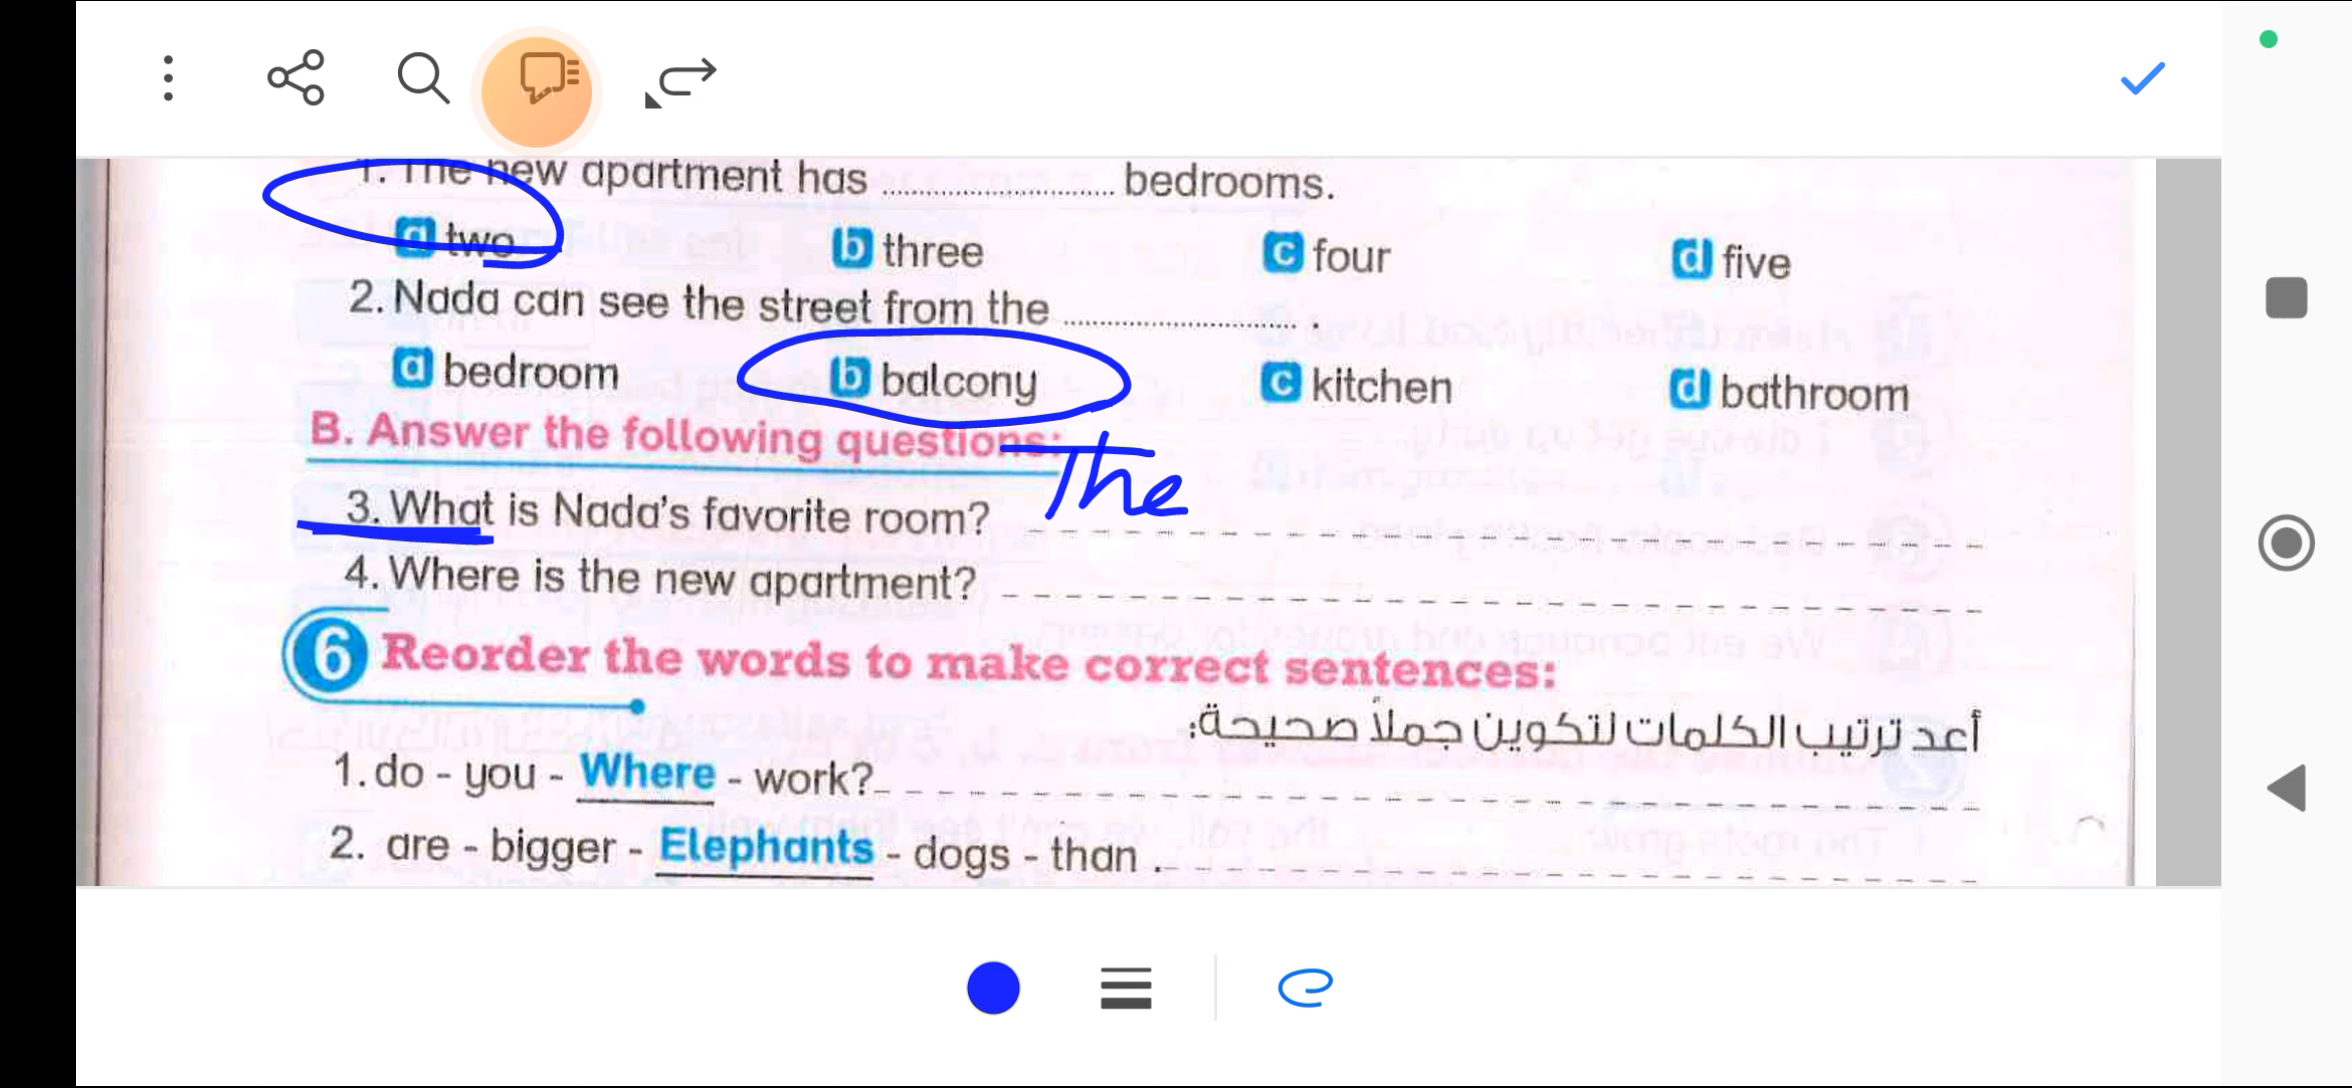 1. The new apartment has .......................... bedrooms.
a two b three c four d five
2. Nada can see the street from the .......................... .
a bedroom b balcony c kitchen d bathroom
B. Answer the following questions:
The
3. What is Nada's favorite room?
4. Where is the new apartment?
6 Reorder the words to make correct sentences:
أعد ترتيب الكلمات لتكوين جملاً صحيحة:
1. do - you - Where - work?
2. are - bigger - Elephants - dogs - than .